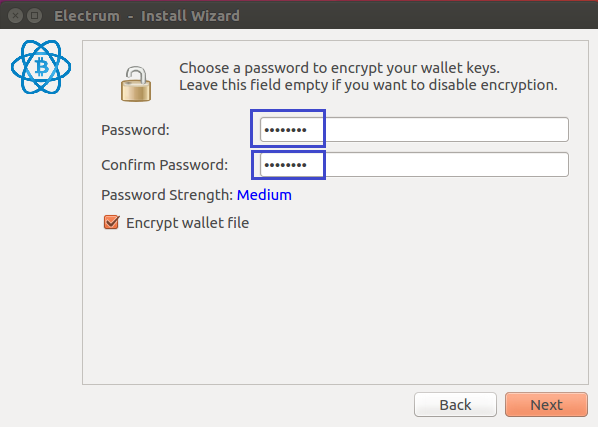 Electrum - Install Wizard
Choose a password to encrypt your wallet keys.
Leave this field empty if you want to disable encryption.
Password: ••••••••
Confirm Password: ••••••••
Password Strength: Medium
Encrypt wallet file
Back Next